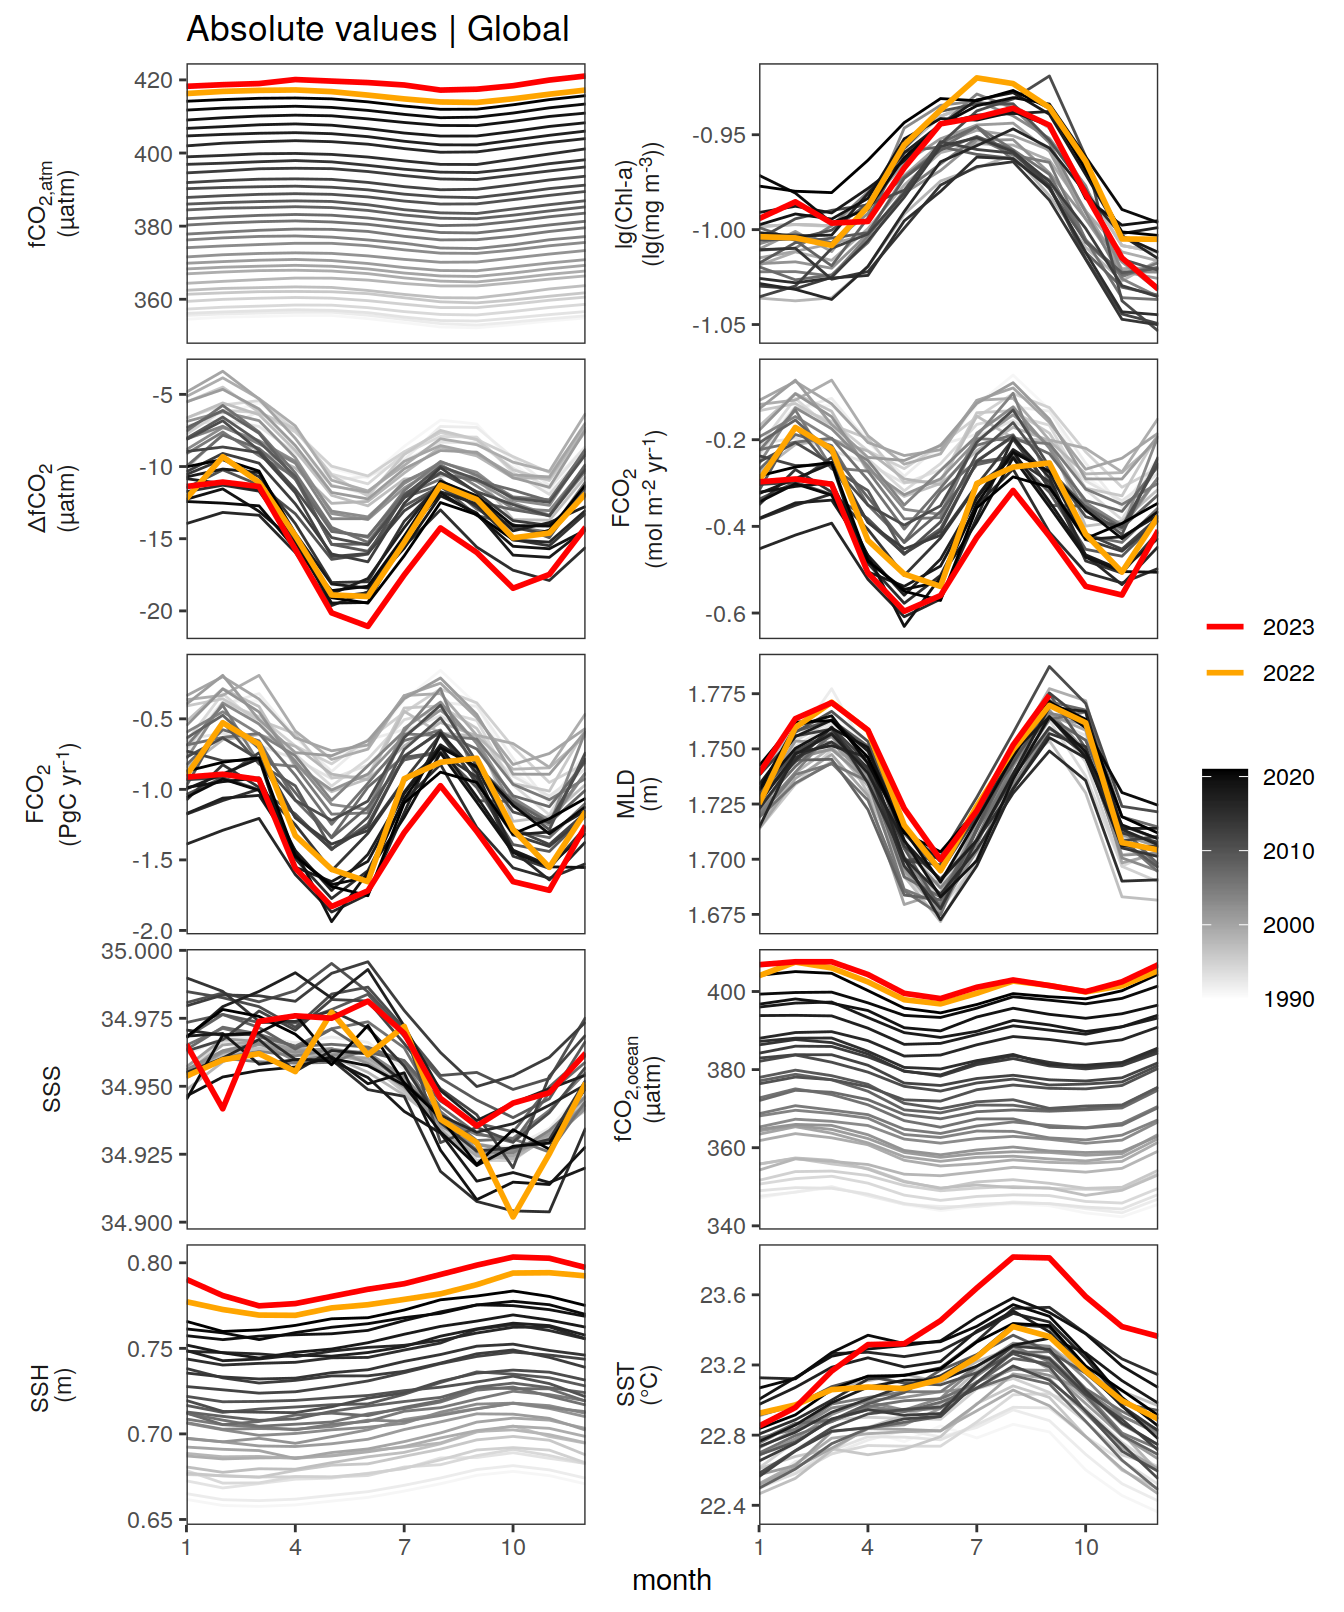 Absolute values | Global
fCO2,atm
(µatm)
420
400
380
360
lg(Chl-a)
(lg(mg m-3))
-0.95
-1.00
-1.05
ΔfCO2
(µatm)
-5
-10
-15
-20
FCO2
(mol m-2 yr-1)
-0.2
-0.4
-0.6
FCO2
(PgC yr-1)
-0.5
-1.0
-1.5
-2.0
MLD
(m)
1.775
1.750
1.725
1.700
1.675
SSS
35.000
34.975
34.950
34.925
34.900
fCO2,ocean
(µatm)
400
380
360
340
SSH
(m)
0.80
0.75
0.70
0.65
SST
(°C)
23.6
23.2
22.8
22.4
1 4 7 10
1 4 7 10
month
2023
2022
2020
2010
2000
1990